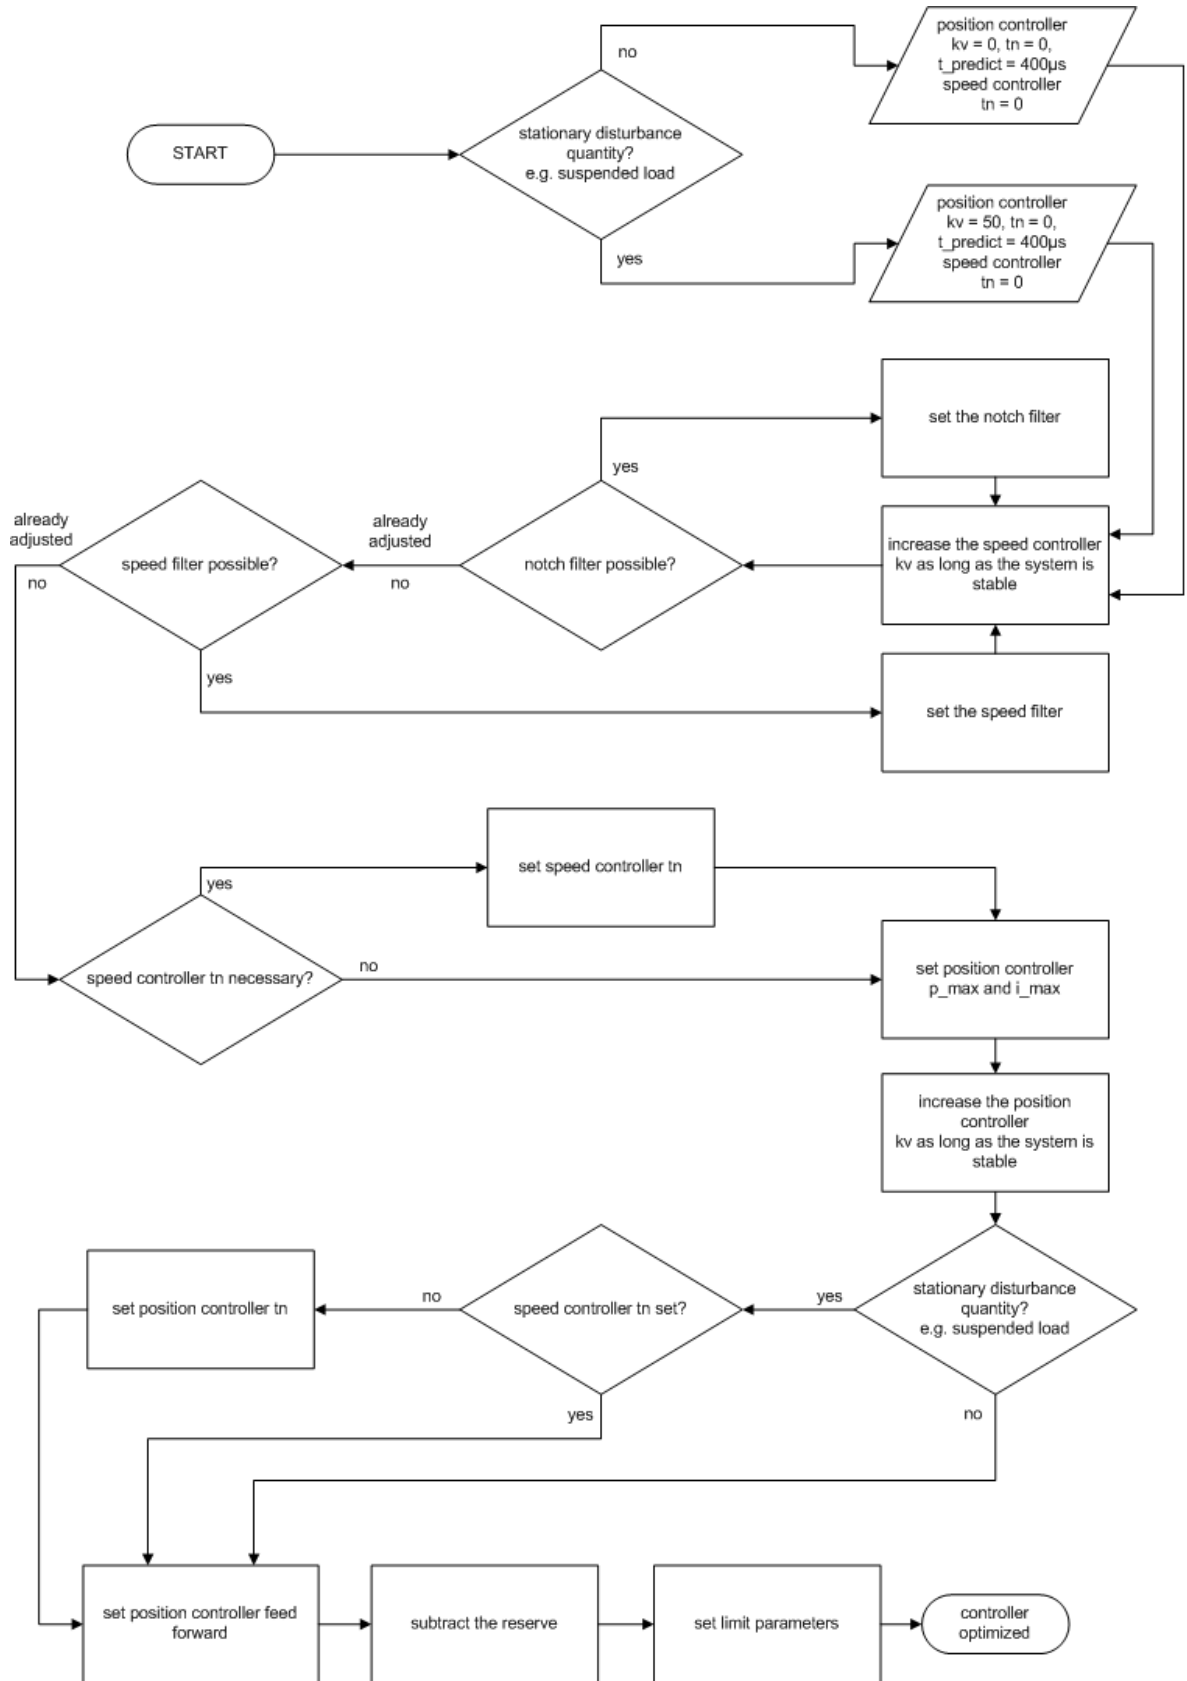 position controller
kv = 0, tn = 0,
t_predict = 400µs
speed controller
tn = 0
no
START
stationary disturbance
quantity?
e.g. suspended load
position controller
kv = 50, tn = 0,
t_predict = 400µs
speed controller
tn = 0
yes
set the notch filter
yes
already
adjusted
no
speed filter possible?
already
adjusted
no
notch filter possible?
increase the speed controller
kv as long as the system is
stable
yes
set the speed filter
set speed controller tn
yes
speed controller tn necessary?
no
set position controller
p_max and i_max
increase the position
controller
kv as long as the system is
stable
set position controller tn
no
speed controller tn set?
yes
stationary disturbance
quantity?
e.g. suspended load
yes
no
set position controller feed
forward
subtract the reserve
set limit parameters
controller
optimized